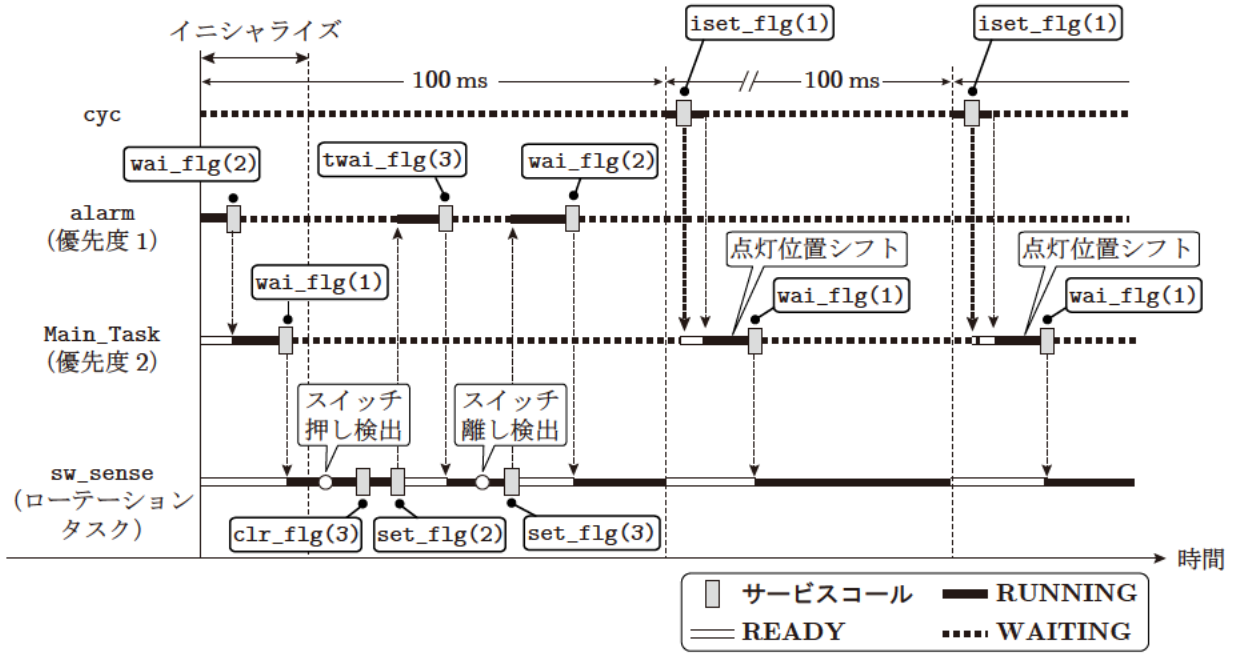 イニシャライズ
iset_flg(1)
iset_flg(1)
100 ms
100 ms
cyc
wai_flg(2)
twai_flg(3)
wai_flg(2)
alarm
(優先度 1)
点灯位置シフト
点灯位置シフト
wai_flg(1)
wai_flg(1)
wai_flg(1)
Main_Task
(優先度 2)
スイッチ
押し検出
スイッチ
離し検出
sw_sense
(ローテーション
タスク)
clr_flg(3)
set_flg(2)
set_flg(3)
時間
サービスコール
RUNNING
READY
WAITING